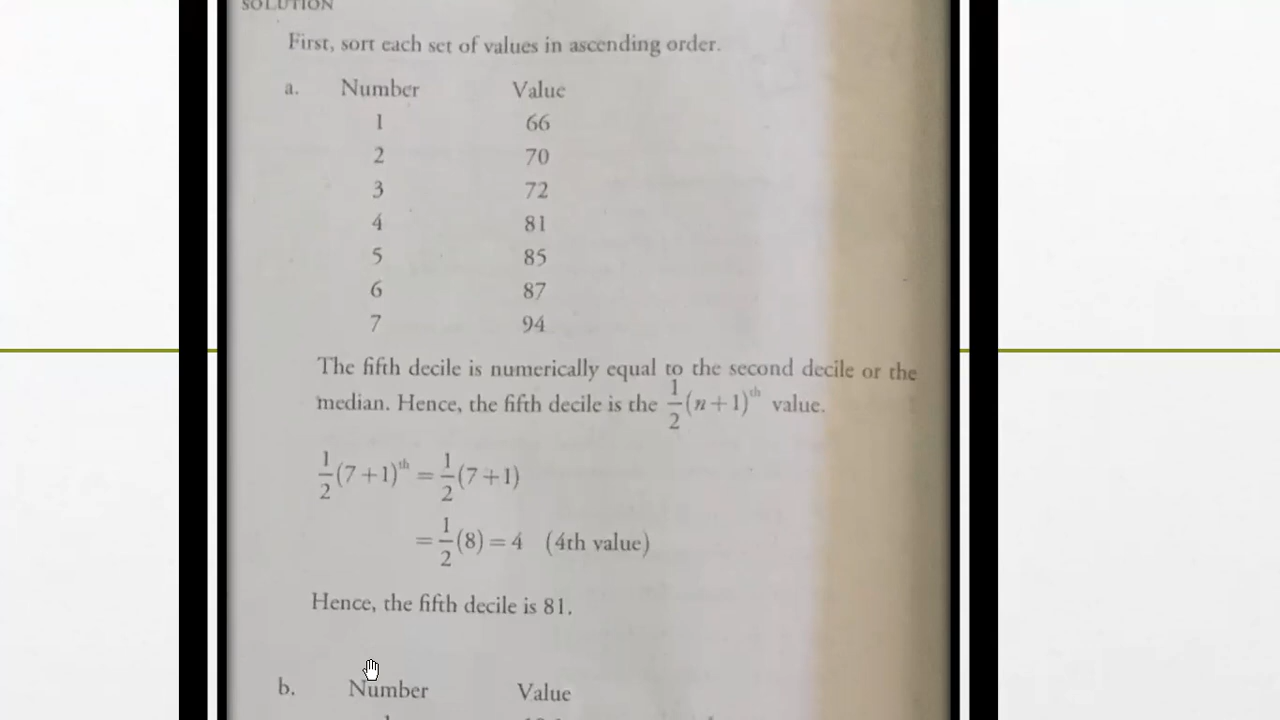 SOLUTION
First, sort each set of values in ascending order.
a. Number Value
1 66
2 70
3 72
4 81
5 85
6 87
7 94
The fifth decile is numerically equal to the second decile or the
median. Hence, the fifth decile is the 1/2(n+1)^th value.
1/2(7+1)^th = 1/2(7+1)
= 1/2(8) = 4 (4th value)
Hence, the fifth decile is 81.
b. Number Value